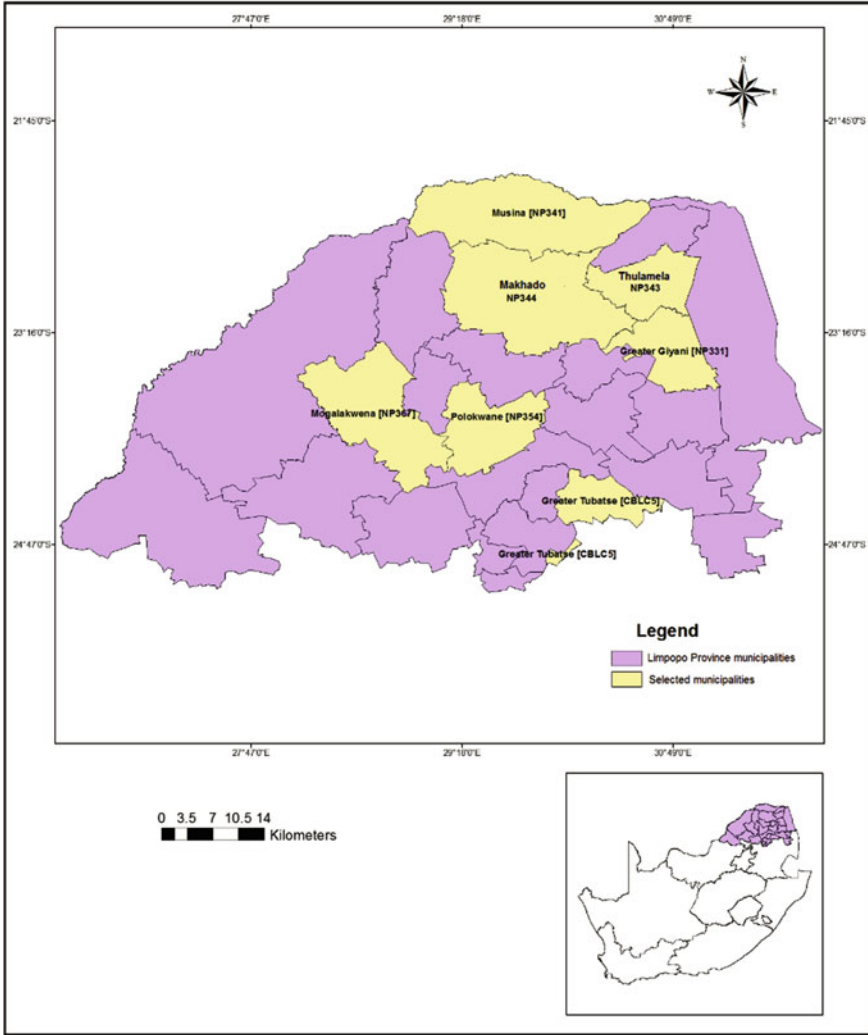 27°47'0"E 29°18'0"E 30°49'0"E
N
W E
S
21°45'0"S 21°45'0"S
Musina [NP341]
Makhado
NP344
Thulamela
NP343
23°16'0"S 23°16'0"S
Greater Giyani [NP331]
Mogalakwena [NP367]
Polokwane [NP354]
Greater Tubatse [CBLC5]
24°47'0"S 24°47'0"S
Greater Tubatse [CBLC5]
Legend
Limpopo Province municipalities
Selected municipalities
27°47'0"E 29°18'0"E 30°49'0"E
0 3.5 7 10.5 14
Kilometers